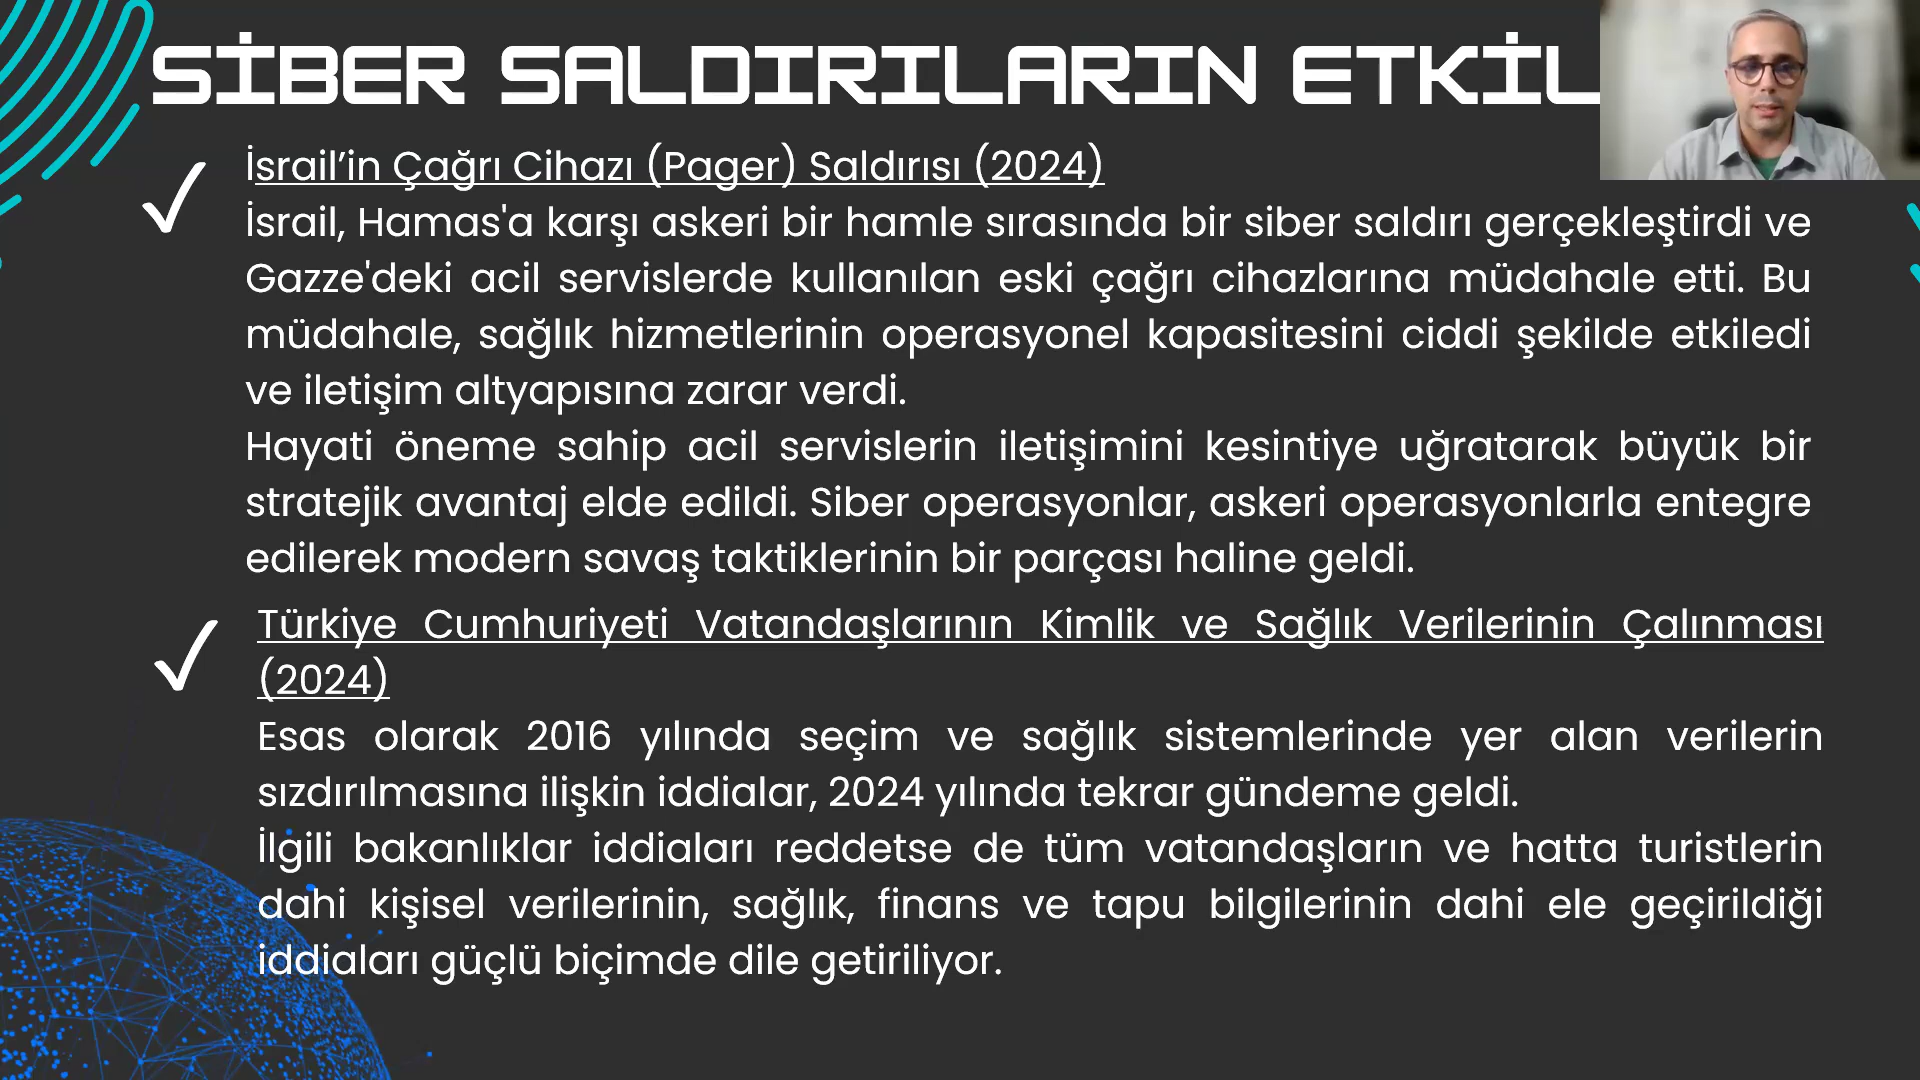 SİBER SALDIRILARIN ETKİL
İsrail’in Çağrı Cihazı (Pager) Saldırısı (2024)
İsrail, Hamas'a karşı askeri bir hamle sırasında bir siber saldırı gerçekleştirdi ve
Gazze'deki acil servislerde kullanılan eski çağrı cihazlarına müdahale etti. Bu
müdahale, sağlık hizmetlerinin operasyonel kapasitesini ciddi şekilde etkiledi
ve iletişim altyapısına zarar verdi.
Hayati öneme sahip acil servislerin iletişimini kesintiye uğratarak büyük bir
stratejik avantaj elde edildi. Siber operasyonlar, askeri operasyonlarla entegre
edilerek modern savaş taktiklerinin bir parçası haline geldi.
Türkiye Cumhuriyeti Vatandaşlarının Kimlik ve Sağlık Verilerinin Çalınması
(2024)
Esas olarak 2016 yılında seçim ve sağlık sistemlerinde yer alan verilerin
sızdırılmasına ilişkin iddialar, 2024 yılında tekrar gündeme geldi.
İlgili bakanlıklar iddiaları reddetse de tüm vatandaşların ve hatta turistlerin
dahi kişisel verilerinin, sağlık, finans ve tapu bilgilerinin dahi ele geçirildiği
iddiaları güçlü biçimde dile getiriliyor.